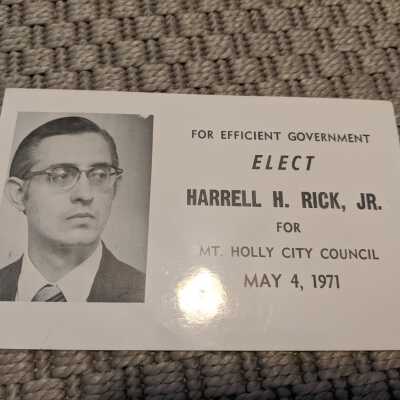 FOR EFFICIENT GOVERNMENT
ELECT
HARRELL H. RICK, JR.
FOR
MT. HOLLY CITY COUNCIL
MAY 4, 1971